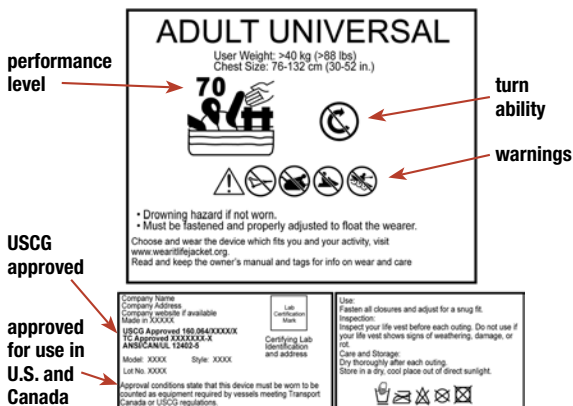 ADULT UNIVERSAL
User Weight: >40 kg (>88 lbs)
Chest Size: 76-132 cm (30-52 in.)
performance
level
70
turn
ability
warnings
• Drowning hazard if not worn.
• Must be fastened and properly adjusted to float the wearer.
Choose and wear the device which fits you and your activity, visit
www.wearitlifejacket.org.
Read and keep the owner's manual and tags for info on wear and care
USCG
approved
approved
for use in
U.S. and
Canada
Company Name
Company Address
Company website if available
Made in XXXXX
USCG Approved 160.064/XXXX/X
TC Approved XXXXXXX-X
ANSI/CAN/UL 12402-5
Model: XXXX Style: XXXX
Lot No. XXXX
Approval conditions state that this device must be worn to be
counted as equipment required by vessels meeting Transport
Canada or USCG regulations.
Lab
Certification
Mark
Certifying Lab
Identification
and address
Use:
Fasten all closures and adjust for a snug fit.
Inspection:
Inspect your life vest before each outing. Do not use if
your life vest shows signs of weathering, damage, or
rot.
Care and Storage:
Dry thoroughly after each outing.
Store in a dry, cool place out of direct sunlight.